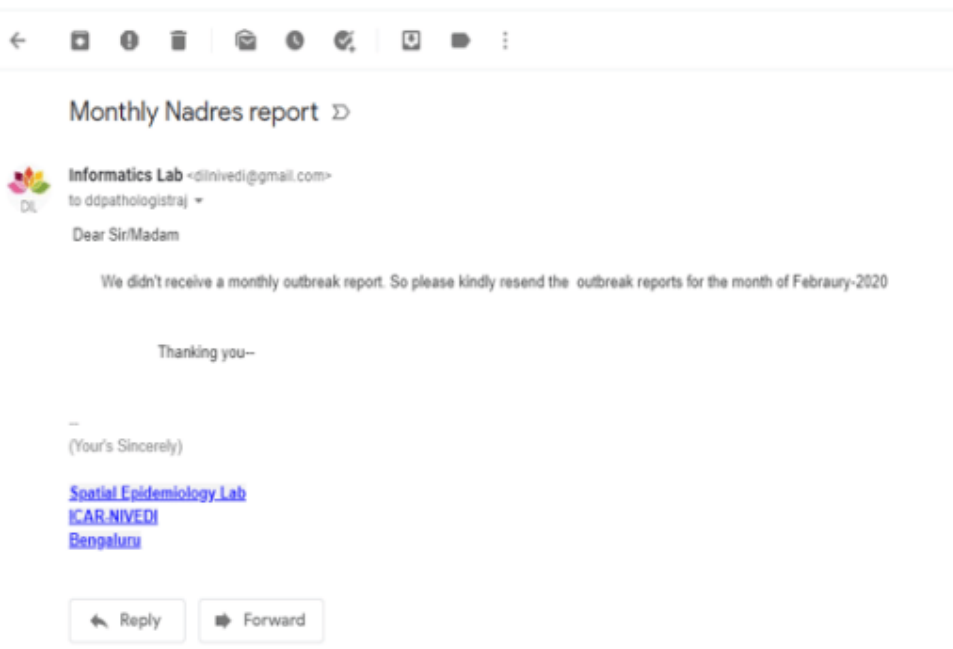 Monthly Nadres report
Informatics Lab <dilnivedi@gmail.com>
DIL
to ddpathologistraj
Dear Sir/Madam
We didn't receive a monthly outbreak report. So please kindly resend the outbreak reports for the month of Febraury-2020
Thanking you--
--
(Your's Sincerely)
Spatial Epidemiology Lab
ICAR-NIVEDI
Bengaluru
Reply
Forward